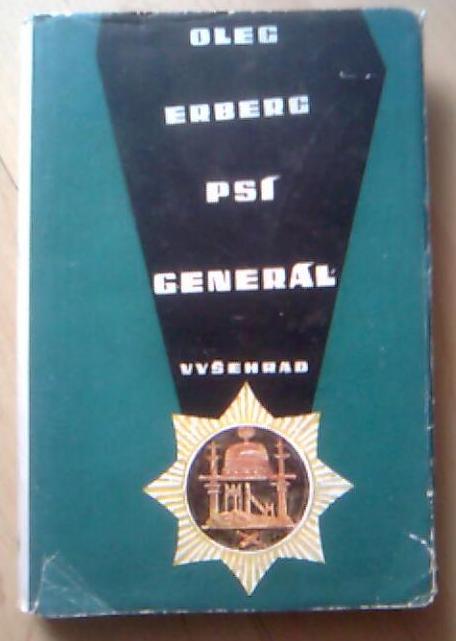 OLEG
ERBERG
PSÍ
GENERÁL
VYŠEHRAD